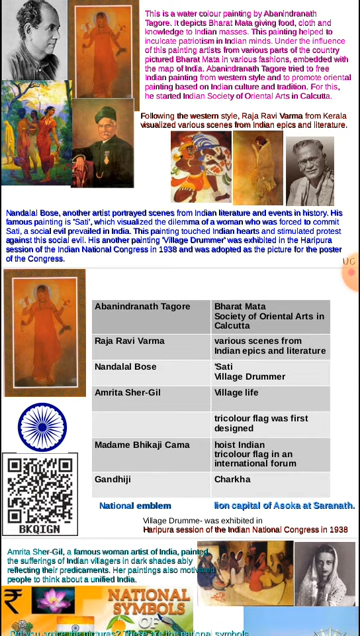 This is a water colour painting by Abanindranath
Tagore. It depicts Bharat Mata giving food, cloth and
knowledge to Indian masses. This painting helped to
inculcate patriotism in Indian minds. Under the influence
of this painting artists from various parts of the country
pictured Bharat Mata in various fashions, embedded with
the map of India. Abanindranath Tagore tried to free
Indian painting from western style and to promote oriental
painting based on Indian culture and tradition. For this,
he started Indian Society of Oriental Arts in Calcutta.
Following the western style, Raja Ravi Varma from Kerala
visualized various scenes from Indian epics and literature.
Nandalal Bose, another artist portrayed scenes from Indian literature and events in history. His
famous painting is 'Sati', which visualized the dilemma of a woman who was forced to commit
Sati, a social evil prevailed in India. This painting touched Indian hearts and stimulated protest
against this social evil. His another painting 'Village Drummer' was exhibited in the Haripura
session of the Indian National Congress in 1938 and was adopted as the picture for the poster
of the Congress.
UG
Abanindranath Tagore Bharat Mata
Society of Oriental Arts in
Calcutta
Raja Ravi Varma various scenes from
Indian epics and literature
Nandalal Bose 'Sati
Village Drummer
Amrita Sher-Gil Village life
tricolour flag was first
designed
Madame Bhikaji Cama hoist Indian
tricolour flag in an
international forum
Gandhiji Charkha
BKQIGN
National emblem lion capital of Asoka at Saranath.
Village Drumme- was exhibited in
Haripura session of the Indian National Congress in 1938
Amrita Sher-Gil, a famous woman artist of India, painted
the sufferings of Indian villagers in dark shades ably
reflecting their predicaments. Her paintings also
people to think about a unified India.
₹
NATIONAL
SYMBOLS
OF
national symbols